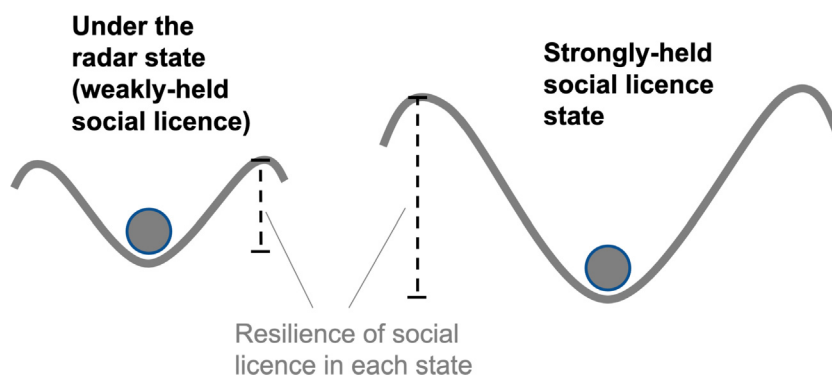 Under the
radar state
(weakly-held
social licence)
Strongly-held
social licence
state
Resilience of social
licence in each state